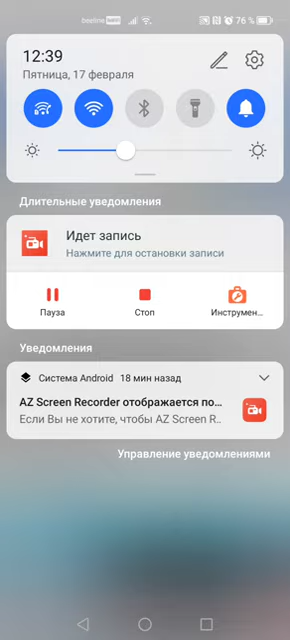 beeline
76 %
12:39
Пятница, 17 февраля
Длительные уведомления
Идет запись
Нажмите для остановки записи
Пауза
Стоп
Инструмен...
Уведомления
Система Android 18 мин назад
AZ Screen Recorder отображается по...
Если Вы не хотите, чтобы AZ Screen R..
Управление уведомлениями